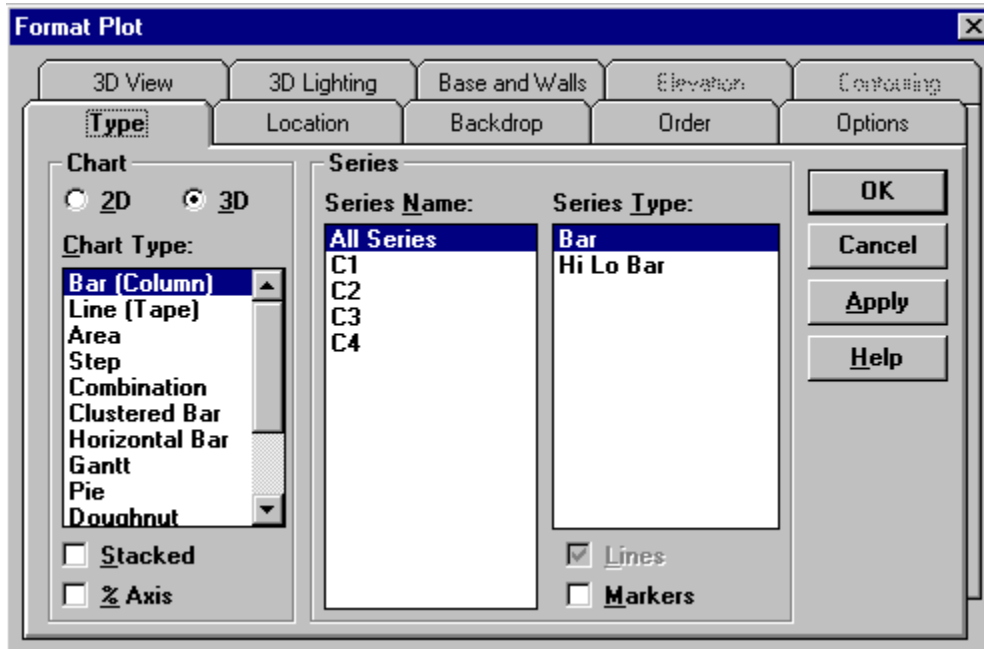 Format Plot
3D View 3D Lighting Base and Walls Elevation Contouring
Type Location Backdrop Order Options
Chart
2D 3D
Chart Type:
Bar (Column)
Line (Tape)
Area
Step
Combination
Clustered Bar
Horizontal Bar
Gantt
Pie
Doughnut
Stacked
% Axis
Series
Series Name:
All Series
C1
C2
C3
C4
Series Type:
Bar
Hi Lo Bar
Lines
Markers
OK
Cancel
Apply
Help